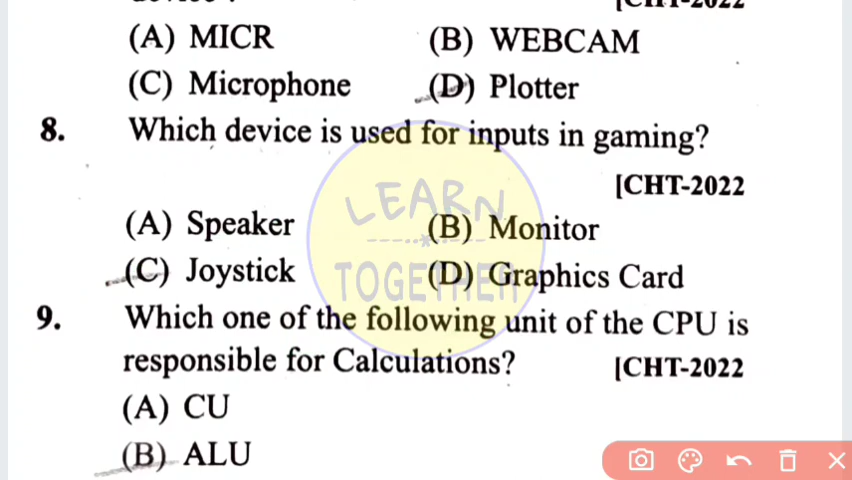 (A) MICR (B) WEBCAM
(C) Microphone (D) Plotter
8. Which device is used for inputs in gaming?
[CHT-2022
(A) Speaker (B) Monitor
(C) Joystick (D) Graphics Card
9. Which one of the following unit of the CPU is
responsible for Calculations? [CHT-2022
(A) CU
(B) ALU
LEARN
TOGETHER